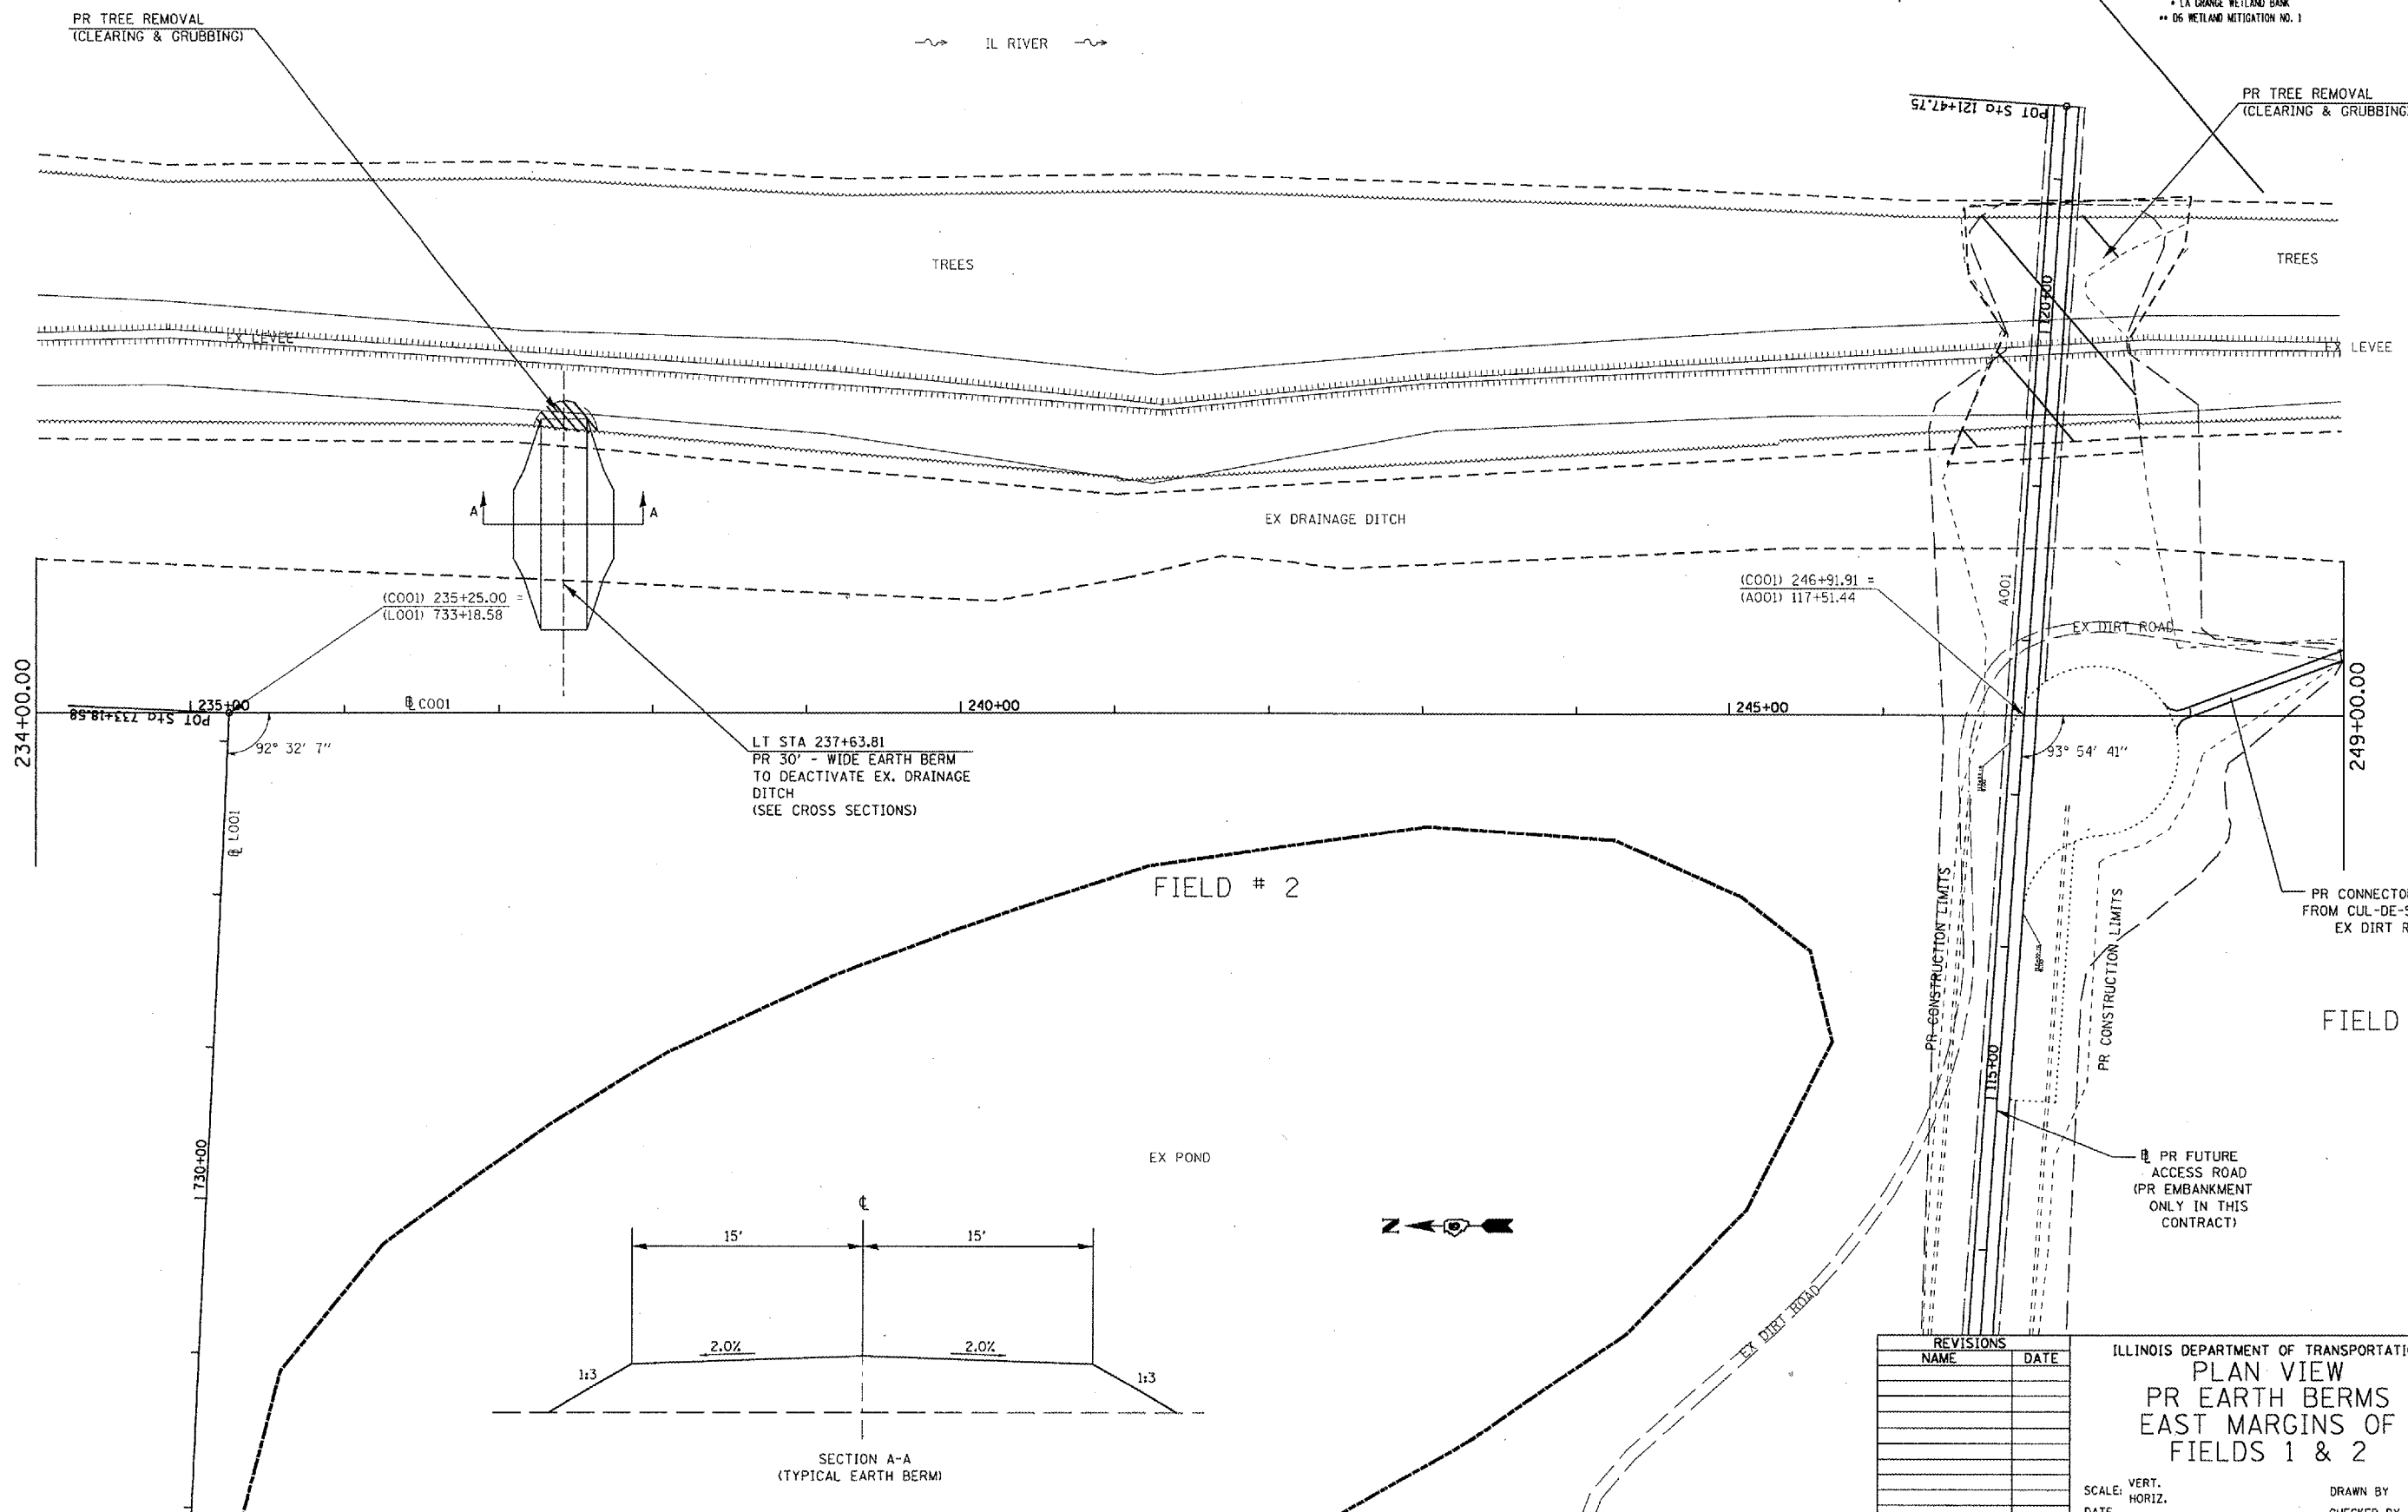 PR TREE REMOVAL
(CLEARING & GRUBBING)
IL RIVER
* LA GRANGE WETLAND BANK
** D6 WETLAND MITIGATION NO. 1
POT Sta 121+47.75
PR TREE REMOVAL
(CLEARING & GRUBBING
TREES
TREES
120+00
EX LEVEE
EX LEVEE
A
A
EX DRAINAGE DITCH
(C001) 235+25.00 =
(L001) 733+18.58
(C001) 246+91.91 =
(A001) 117+51.44
A001
EX DIRT ROAD
234+00.00
POT Sta 733+18.58
235+00
℄ C001
240+00
245+00
249+00.00
92° 32' 7"
93° 54' 41"
LT STA 237+63.81
PR 30' - WIDE EARTH BERM
TO DEACTIVATE EX. DRAINAGE
DITCH
(SEE CROSS SECTIONS)
L001
FIELD # 2
PR CONSTRUCTION LIMITS
PR CONSTRUCTION LIMITS
PR CONNECTO
FROM CUL-DE-S
EX DIRT R
FIELD
115+00
730+00
EX POND
PR FUTURE
ACCESS ROAD
(PR EMBANKMENT
ONLY IN THIS
CONTRACT)
N
℄
15'
15'
2.0%
2.0%
1:3
1:3
EX DIRT ROAD
SECTION A-A
(TYPICAL EARTH BERM)
REVISIONS
NAME DATE
ILLINOIS DEPARTMENT OF TRANSPORTATI
PLAN VIEW
PR EARTH BERMS
EAST MARGINS OF
FIELDS 1 & 2
SCALE: VERT.
HORIZ.
DRAWN BY
DATE
CHECKED BY